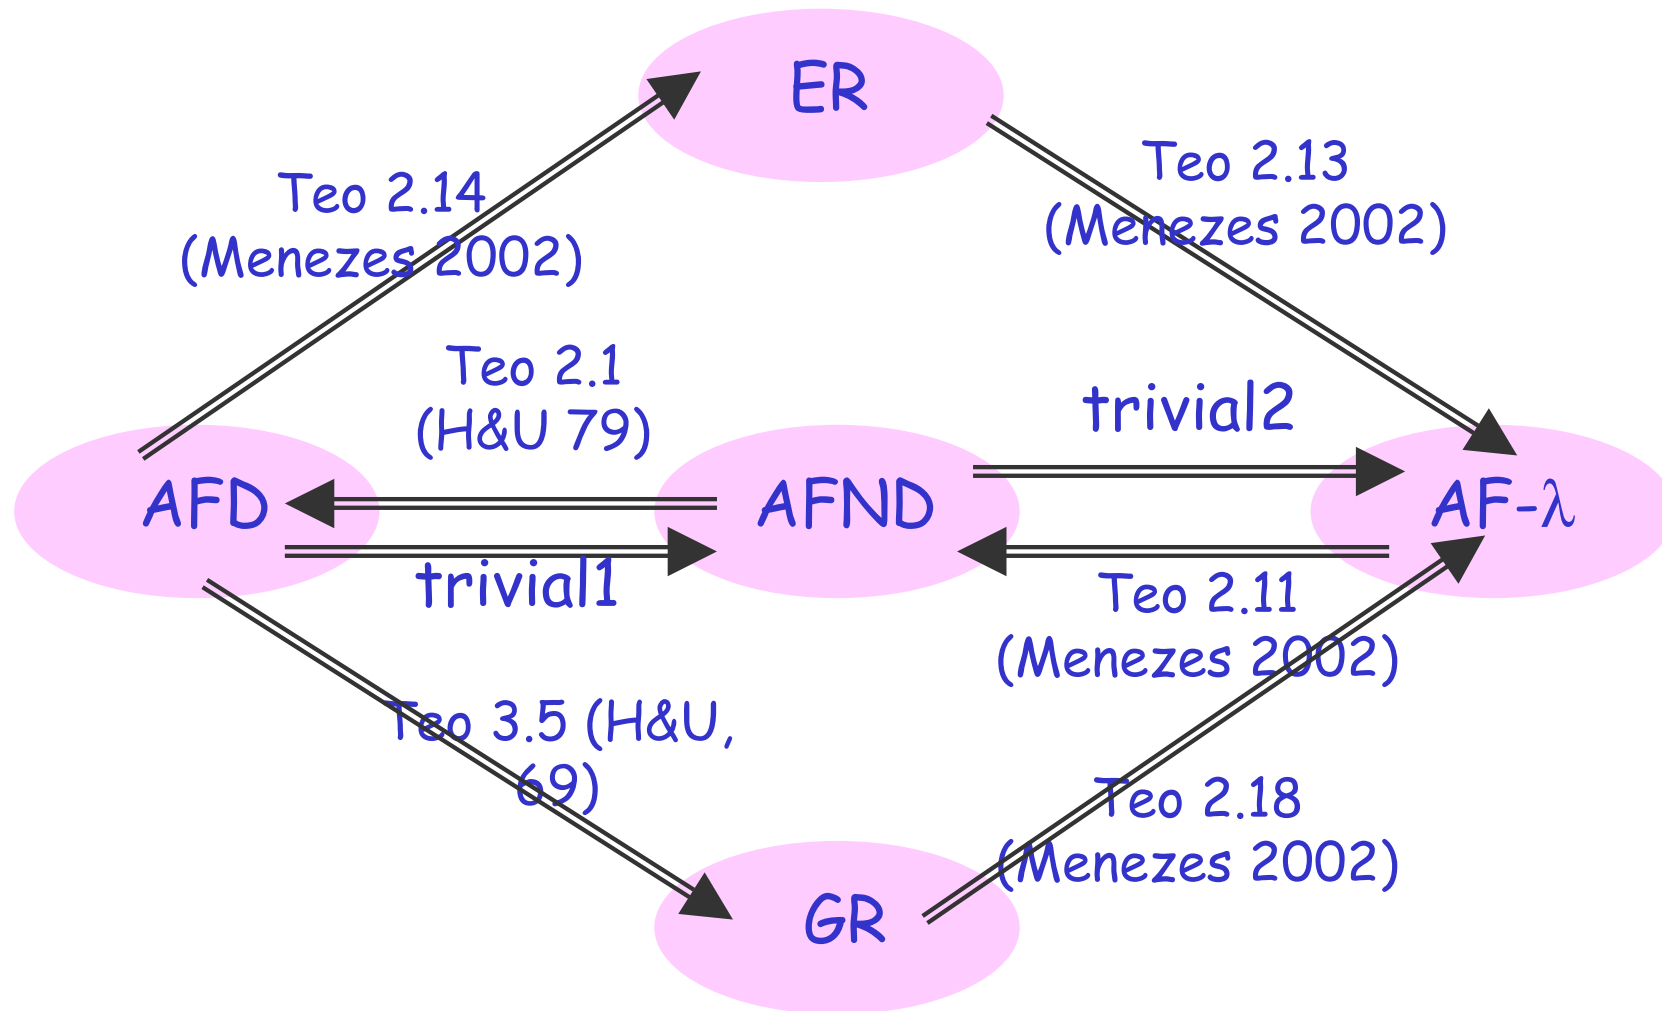 ER
Teo 2.14
(Menezes 2002)
Teo 2.13
(Menezes 2002)
Teo 2.1
(H&U 79)
trivial2
AFD
AFND
AF-λ
trivial1
Teo 2.11
(Menezes 2002)
Teo 3.5 (H&U,
69)
Teo 2.18
(Menezes 2002)
GR